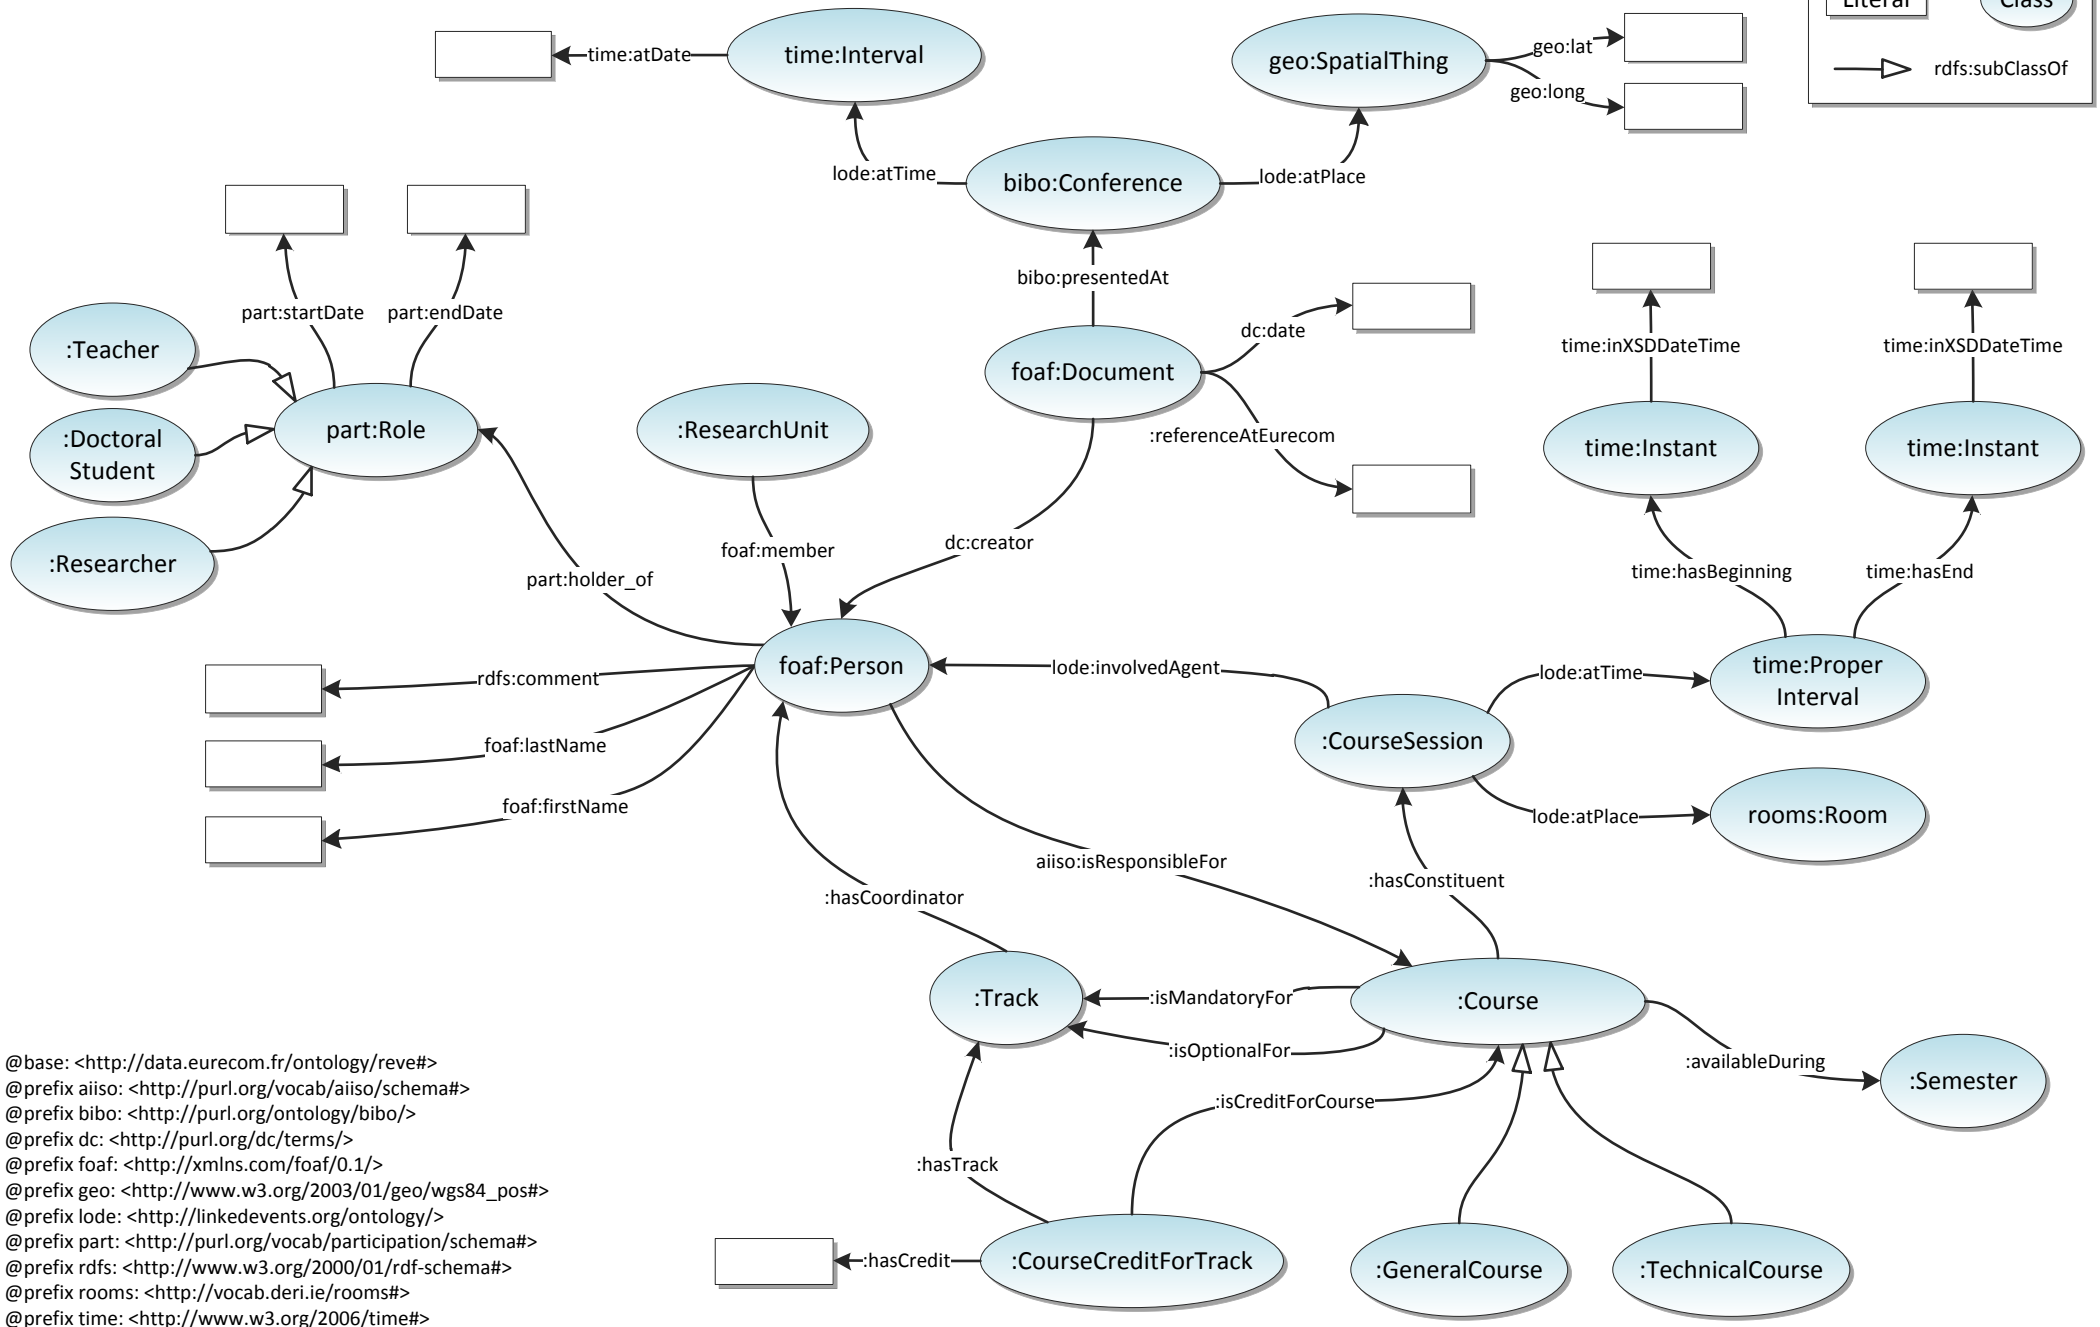 Literal
Class
rdfs:subClassOf
time:atDate
time:Interval
geo:SpatialThing
geo:lat
geo:long
lode:atTime
bibo:Conference
lode:atPlace
bibo:presentedAt
part:startDate
part:endDate
:Teacher
:Doctoral
Student
:Researcher
part:Role
:ResearchUnit
foaf:Document
dc:date
:referenceAtEurecom
time:inXSDDateTime
time:inXSDDateTime
time:Instant
time:Instant
part:holder_of
foaf:member
dc:creator
time:hasBeginning
time:hasEnd
foaf:Person
lode:involvedAgent
lode:atTime
time:Proper
Interval
rdfs:comment
foaf:lastName
foaf:firstName
:CourseSession
lode:atPlace
rooms:Room
aiiso:isResponsibleFor
:hasConstituent
:hasCoordinator
:Track
:isMandatoryFor
:Course
:isOptionalFor
:availableDuring
:Semester
:isCreditForCourse
:hasTrack
:hasCredit
:CourseCreditForTrack
:GeneralCourse
:TechnicalCourse
@base: <http://data.eurecom.fr/ontology/reve#>
@prefix aiiso: <http://purl.org/vocab/aiiso/schema#>
@prefix bibo: <http://purl.org/ontology/bibo/>
@prefix dc: <http://purl.org/dc/terms/>
@prefix foaf: <http://xmlns.com/foaf/0.1/>
@prefix geo: <http://www.w3.org/2003/01/geo/wgs84_pos#>
@prefix lode: <http://linkedevents.org/ontology/>
@prefix part: <http://purl.org/vocab/participation/schema#>
@prefix rdfs: <http://www.w3.org/2000/01/rdf-schema#>
@prefix rooms: <http://vocab.deri.ie/rooms#>
@prefix time: <http://www.w3.org/2006/time#>